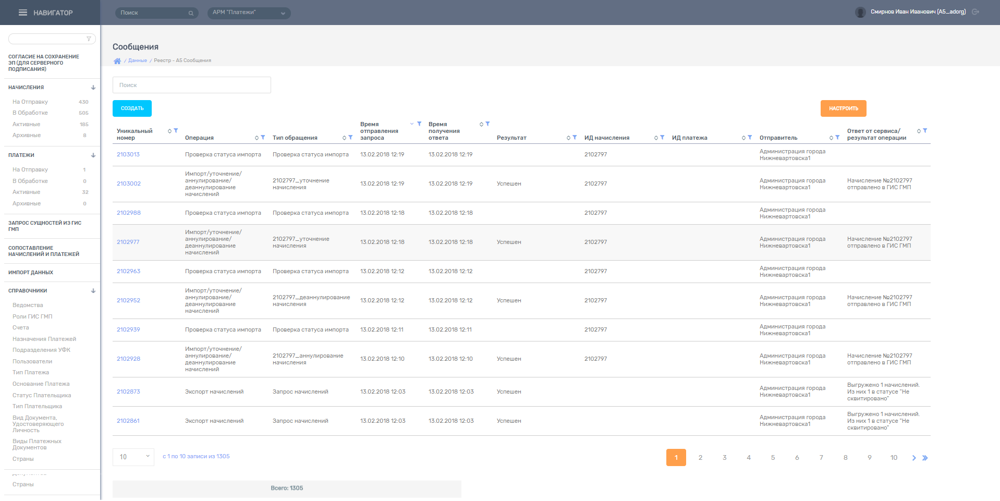 НАВИГАТОР
Поиск
АРМ "Платежи"
Смирнов Иван Иванович (A5_adorg)
СОГЛАСИЕ НА СОХРАНЕНИЕ
ЭП (ДЛЯ СЕРВЕРНОГО
ПОДПИСАНИЯ)
НАЧИСЛЕНИЯ
На Отправку 430
В Обработке 505
Активные 185
Архивные 8
ПЛАТЕЖИ
На Отправку 1
В Обработке 0
Активные 32
Архивные 0
ЗАПРОС СУЩНОСТЕЙ ИЗ ГИС
ГМП
СОПОСТАВЛЕНИЕ
НАЧИСЛЕНИЙ И ПЛАТЕЖЕЙ
ИМПОРТ ДАННЫХ
СПРАВОЧНИКИ
Ведомства
Роли ГИС ГМП
Счета
Назначения Платежей
Подразделения УФК
Пользователи
Тип Платежа
Основание Платежа
Статус Плательщика
Тип Плательщика
Вид Документа,
Удостоверяющего
Личность
Виды Платежных
Документов
Страны
Страны
Сообщения
/ Данные / Реестр - А5 Сообщения
Поиск
СОЗДАТЬ
НАСТРОИТЬ
Уникальный
номер
Операция
Тип обращения
Время
отправления
запроса
Время
получения
ответа
Результат
ИД начисления
ИД платежа
Отправитель
Ответ от сервиса/
результат операции
2103013
Проверка статуса импорта
Проверка статуса импорта
13.02.2018 12:19
13.02.2018 12:19
2102797
Администрация города
Нижневартовска1
2103002
Импорт/уточнение/
аннулирование/
деаннулирование
начислений
2102797_уточнение
начисления
13.02.2018 12:19
13.02.2018 12:19
Успешен
2102797
Администрация города
Нижневартовска1
Начисление №2102797
отправлено в ГИС ГМП
2102988
Проверка статуса импорта
Проверка статуса импорта
13.02.2018 12:18
13.02.2018 12:18
2102797
Администрация города
Нижневартовска1
2102977
Импорт/уточнение/
аннулирование/
деаннулирование
начислений
2102797_уточнение
начисления
13.02.2018 12:18
13.02.2018 12:18
Успешен
2102797
Администрация города
Нижневартовска1
Начисление №2102797
отправлено в ГИС ГМП
2102963
Проверка статуса импорта
Проверка статуса импорта
13.02.2018 12:12
13.02.2018 12:12
2102797
Администрация города
Нижневартовска1
2102952
Импорт/уточнение/
аннулирование/
деаннулирование
начислений
2102797_деаннулирование
начисления
13.02.2018 12:12
13.02.2018 12:12
Успешен
2102797
Администрация города
Нижневартовска1
Начисление №2102797
отправлено в ГИС ГМП
2102939
Проверка статуса импорта
Проверка статуса импорта
13.02.2018 12:11
13.02.2018 12:11
2102797
Администрация города
Нижневартовска1
2102928
Импорт/уточнение/
аннулирование/
деаннулирование
начислений
2102797_аннулирование
начисления
13.02.2018 12:10
13.02.2018 12:10
Успешен
2102797
Администрация города
Нижневартовска1
Начисление №2102797
отправлено в ГИС ГМП
2102873
Экспорт начислений
Запрос начислений
13.02.2018 12:03
13.02.2018 12:03
Успешен
Администрация города
Нижневартовска1
Выгружено 1 начислений.
Из них 1 в статусе "Не
сквитировано"
2102861
Экспорт начислений
Запрос начислений
13.02.2018 12:03
13.02.2018 12:03
Успешен
Администрация города
Нижневартовска1
Выгружено 1 начислений.
Из них 1 в статусе "Не
сквитировано"
10
с 1 по 10 записи из 1305
1 2 3 4 5 6 7 8 9 10
Всего: 1305